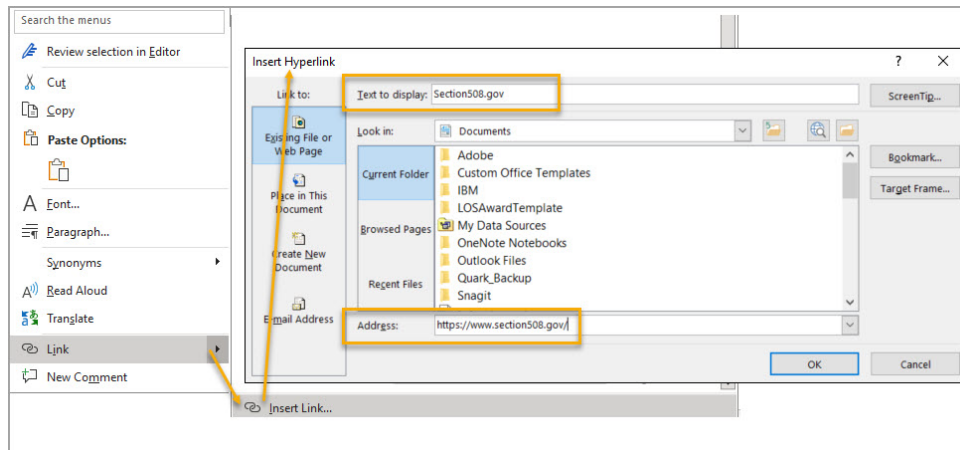 Search the menus
Review selection in Editor
Cut
Copy
Paste Options:
Font...
Paragraph...
Synonyms
Read Aloud
Translate
Link
New Comment
Insert Link...
Insert Hyperlink
? X
Link to:
Text to display: Section508.gov
ScreenTip...
Existing File or
Web Page
Place in This
Document
Create New
Document
E-mail Address
Look in: Documents
Current Folder
Browsed Pages
Recent Files
Adobe
Custom Office Templates
IBM
LOSAwardTemplate
My Data Sources
OneNote Notebooks
Outlook Files
Quark_Backup
Snagit
Bookmark...
Target Frame...
Address: https://www.section508.gov/
OK
Cancel